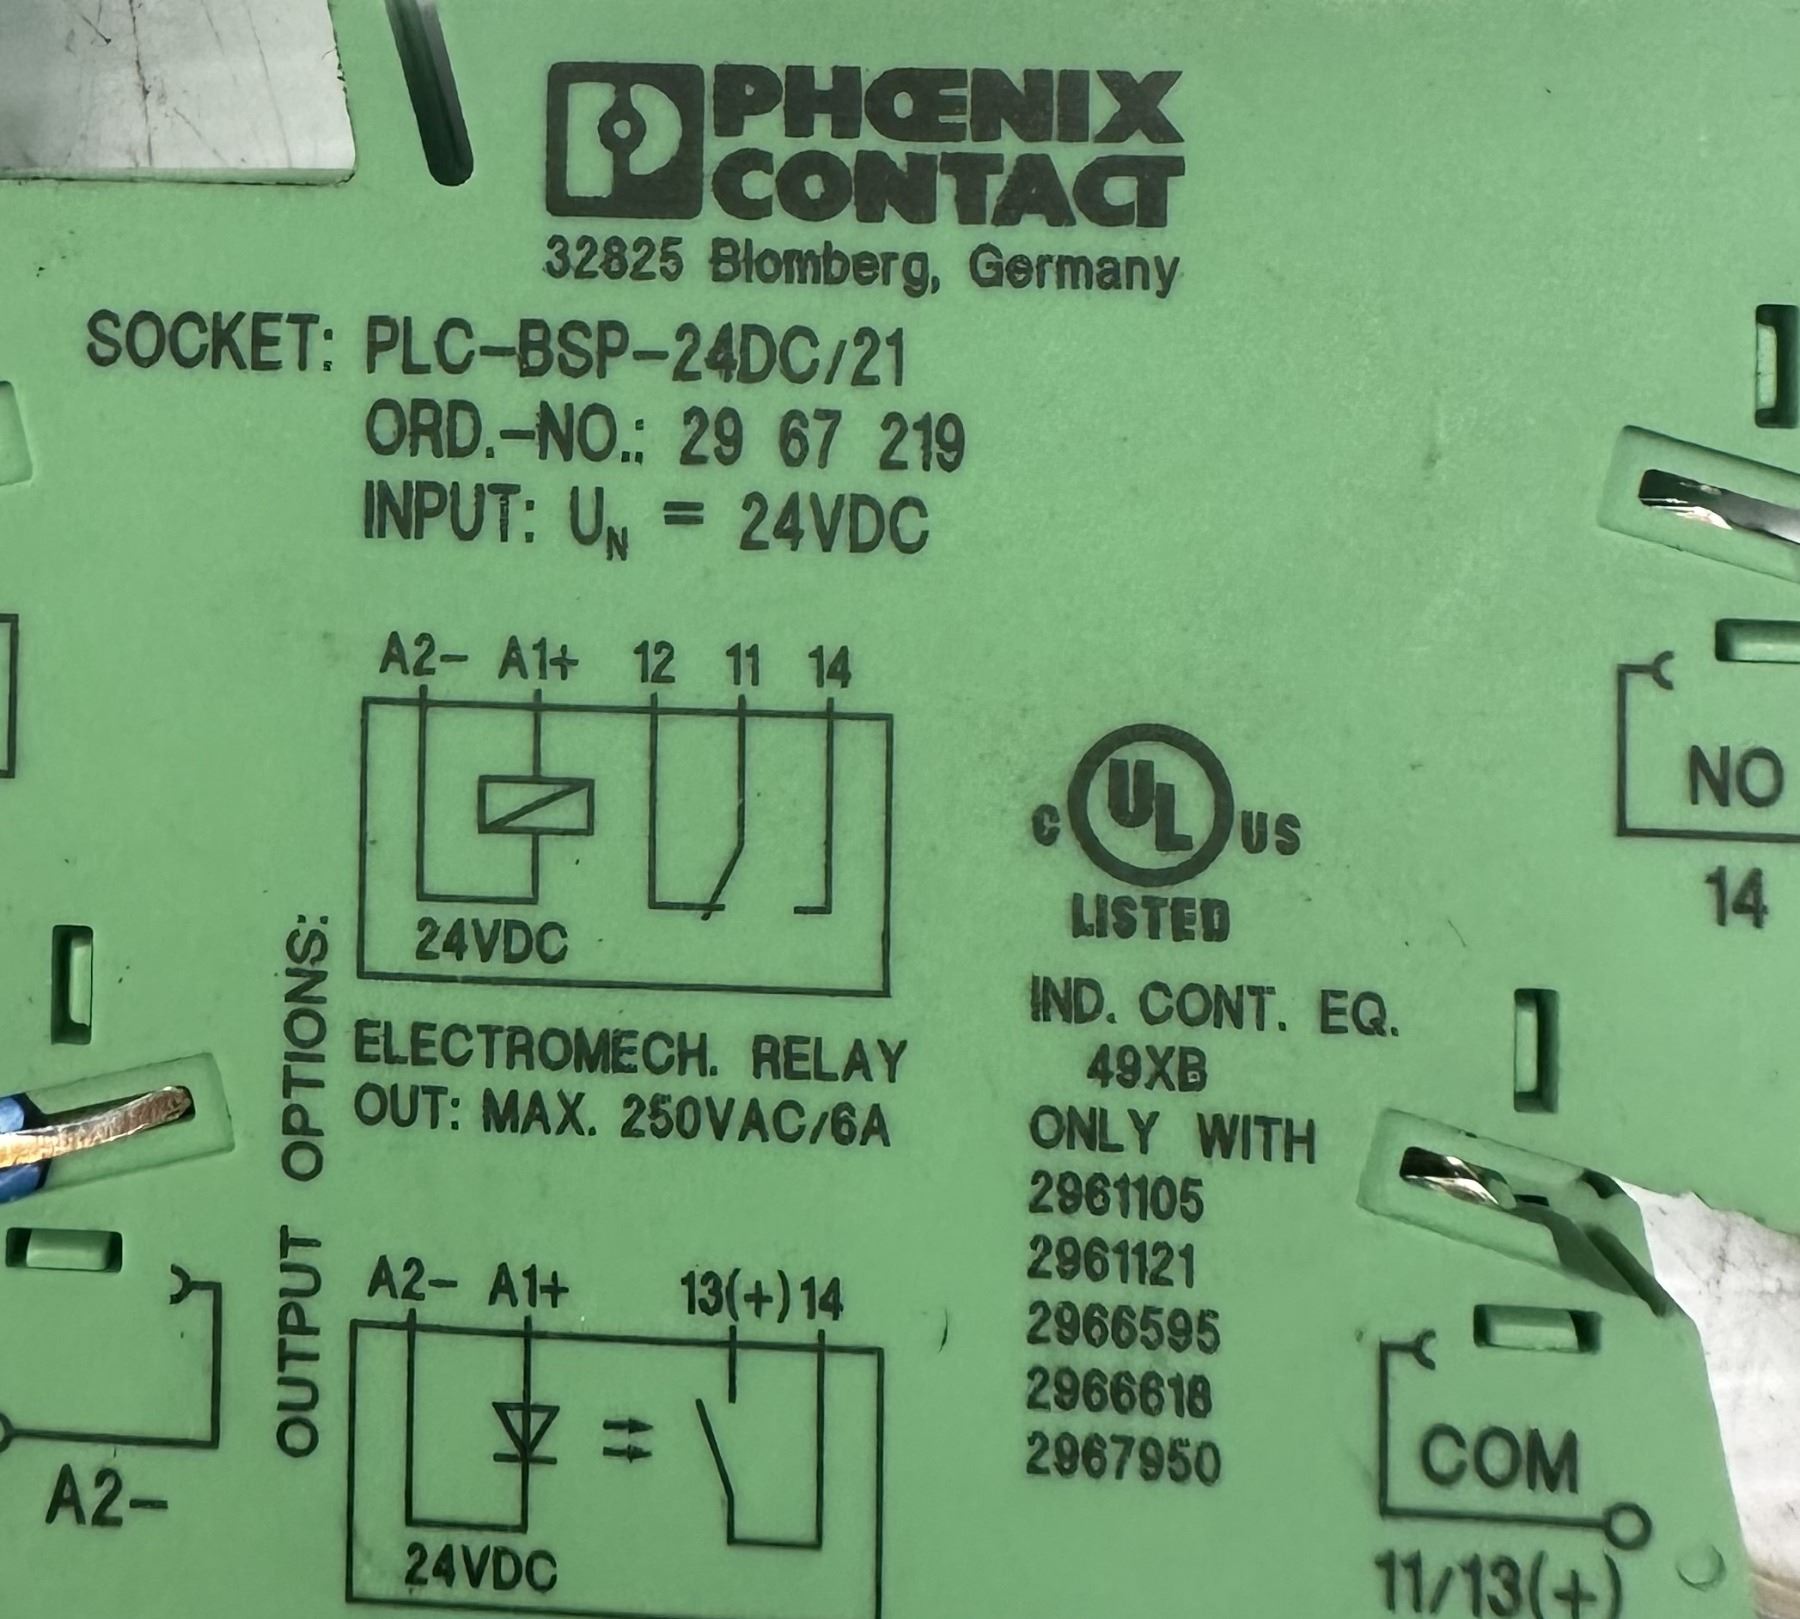 PHŒNIX
CONTACT
32825 Blomberg, Germany
SOCKET: PLC-BSP-24DC/21
ORD.-NO.: 29 67 219
INPUT: UN = 24VDC
A2- A1+ 12 11 14
24VDC
OUTPUT OPTIONS:
ELECTROMECH. RELAY
OUT: MAX. 250VAC/6A
A2- A1+ 13(+) 14
24VDC
C UL US
LISTED
IND. CONT. EQ.
49XB
ONLY WITH
2961105
2961121
2966595
2966618
2967950
NO
14
COM
11/13(+)
A2-